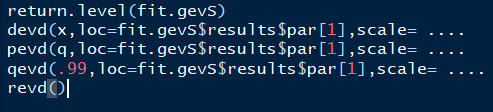 return.level(fit.gevS)
devd(x,loc=fit.gevS$results$par[1],scale= ....
pevd(q,loc=fit.gevS$results$par[1],scale= ....
qevd(.99,loc=fit.gevS$results$par[1],scale= ....
revd()